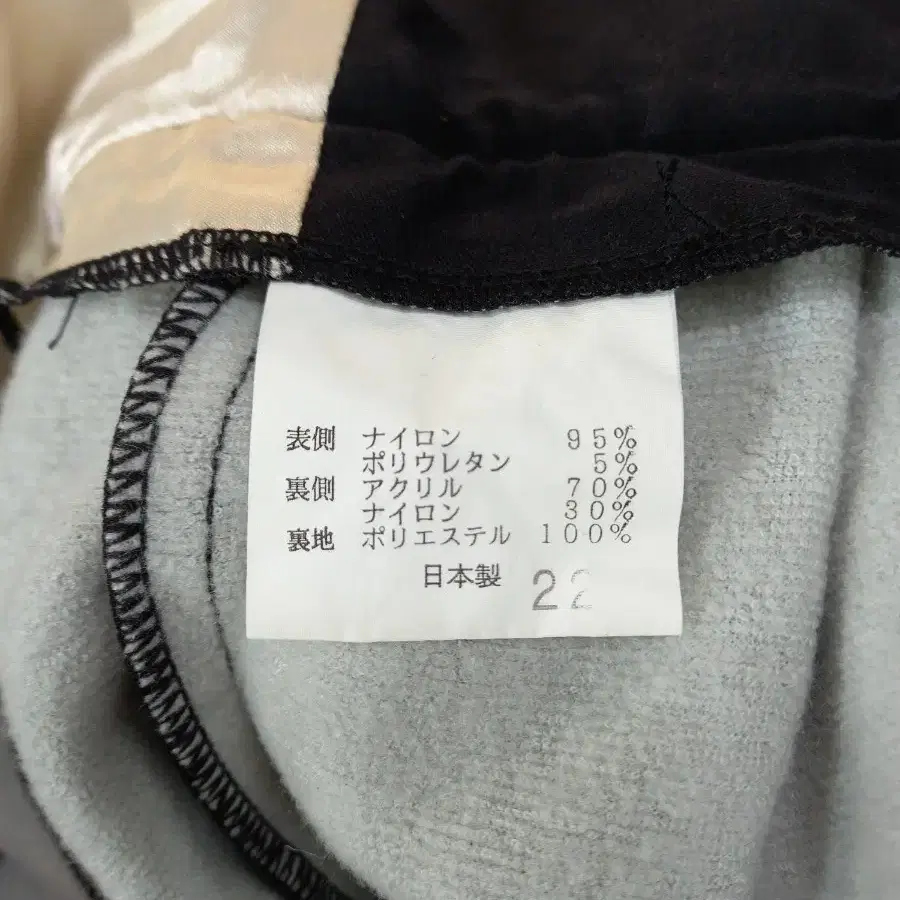 表側 ナイロン 95%
ポリウレタン 5%
裏側 アクリル 70%
ナイロン 30%
裏地 ポリエステル 100%
日本製 22